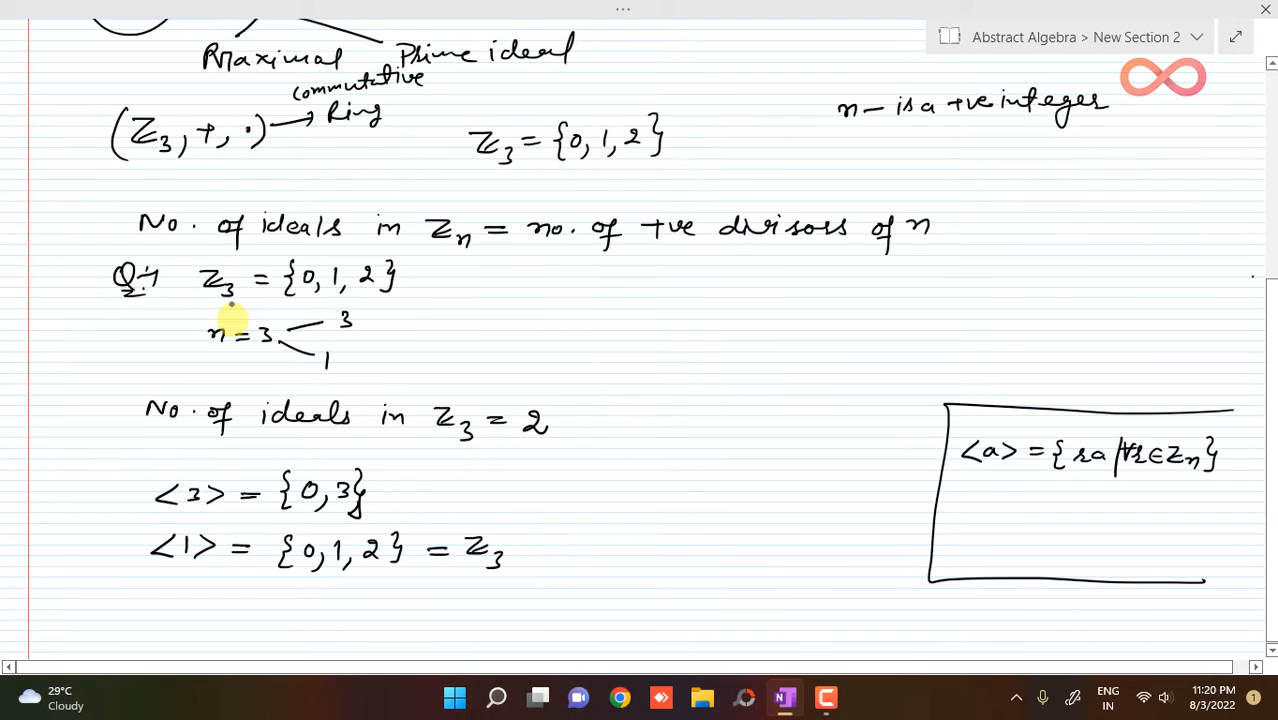 Abstract Algebra > New Section 2
Maximal Prime ideal
commutative
(Z₃, +, ·) → Ring
n – is a +ve integer
Z₃ = {0, 1, 2}
No. of ideals in Zₙ = no. of +ve divisors of n
Q:-1 Z₃ = {0, 1, 2}
n = 3
3
1
No. of ideals in Z₃ = 2
<a> = {ra | ∀r ∈ Zₙ}
<3> = {0, 3}
<1> = {0, 1, 2} = Z₃
29°C
Cloudy
ENG
IN
11:20 PM
8/3/2022
1